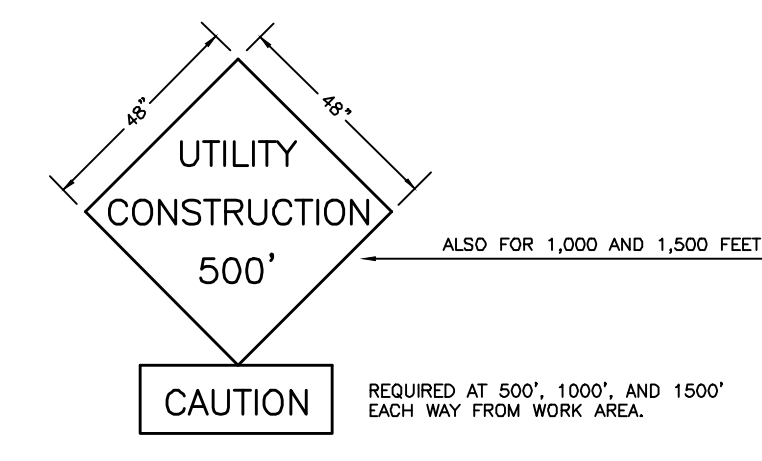 48"
48"
UTILITY
CONSTRUCTION
500'
ALSO FOR 1,000 AND 1,500 FEET
CAUTION
REQUIRED AT 500', 1000', AND 1500'
EACH WAY FROM WORK AREA.